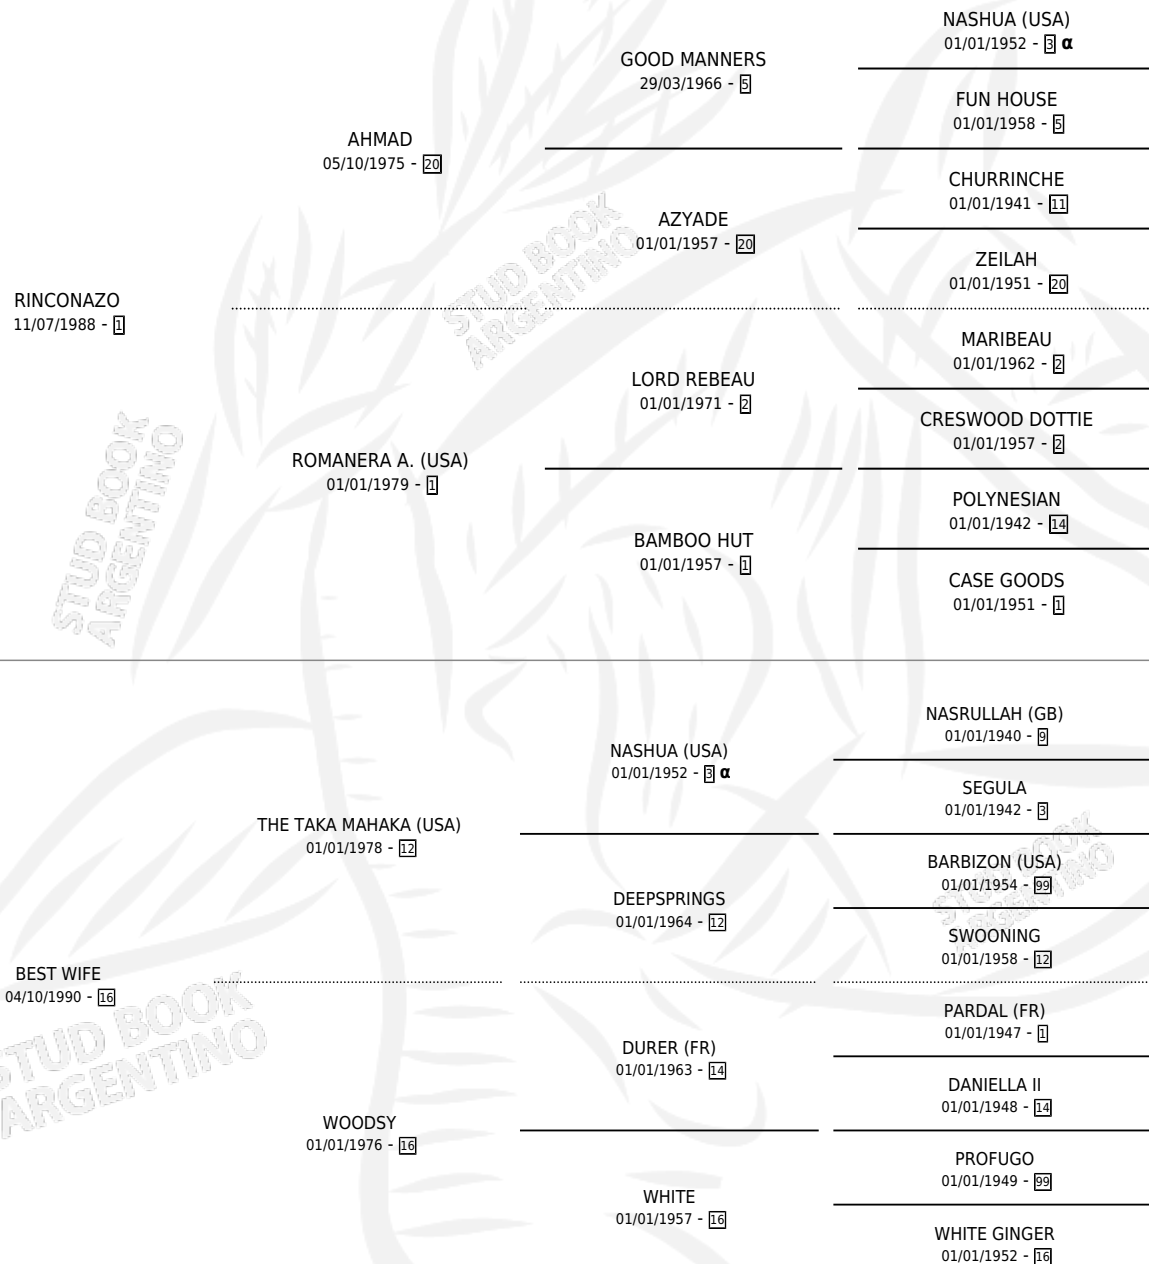 NASHUA (USA)
01/01/1952 - 3 α
GOOD MANNERS
29/03/1966 - 5
FUN HOUSE
01/01/1958 - 5
AHMAD
05/10/1975 - 20
CHURRINCHE
01/01/1941 - 11
AZYADE
01/01/1957 - 20
ZEILAH
01/01/1951 - 20
RINCONAZO
11/07/1988 - 1
MARIBEAU
01/01/1962 - 2
LORD REBEAU
01/01/1971 - 2
CRESWOOD DOTTIE
01/01/1957 - 2
ROMANERA A. (USA)
01/01/1979 - 1
POLYNESIAN
01/01/1942 - 14
BAMBOO HUT
01/01/1957 - 1
CASE GOODS
01/01/1951 - 1
NASRULLAH (GB)
01/01/1940 - 9
NASHUA (USA)
01/01/1952 - 3 α
SEGULA
01/01/1942 - 3
THE TAKA MAHAKA (USA)
01/01/1978 - 12
BARBIZON (USA)
01/01/1954 - 99
DEEPSPRINGS
01/01/1964 - 12
SWOONING
01/01/1958 - 12
BEST WIFE
04/10/1990 - 16
PARDAL (FR)
01/01/1947 - 1
DURER (FR)
01/01/1963 - 14
DANIELLA II
01/01/1948 - 14
WOODSY
01/01/1976 - 16
PROFUGO
01/01/1949 - 99
WHITE
01/01/1957 - 16
WHITE GINGER
01/01/1952 - 16
STUD BOOK
ARGENTINO
STUD BOOK
ARGENTINO
STUD BOOK
ARGENTINO
STUD BOOK
ARGENTINO